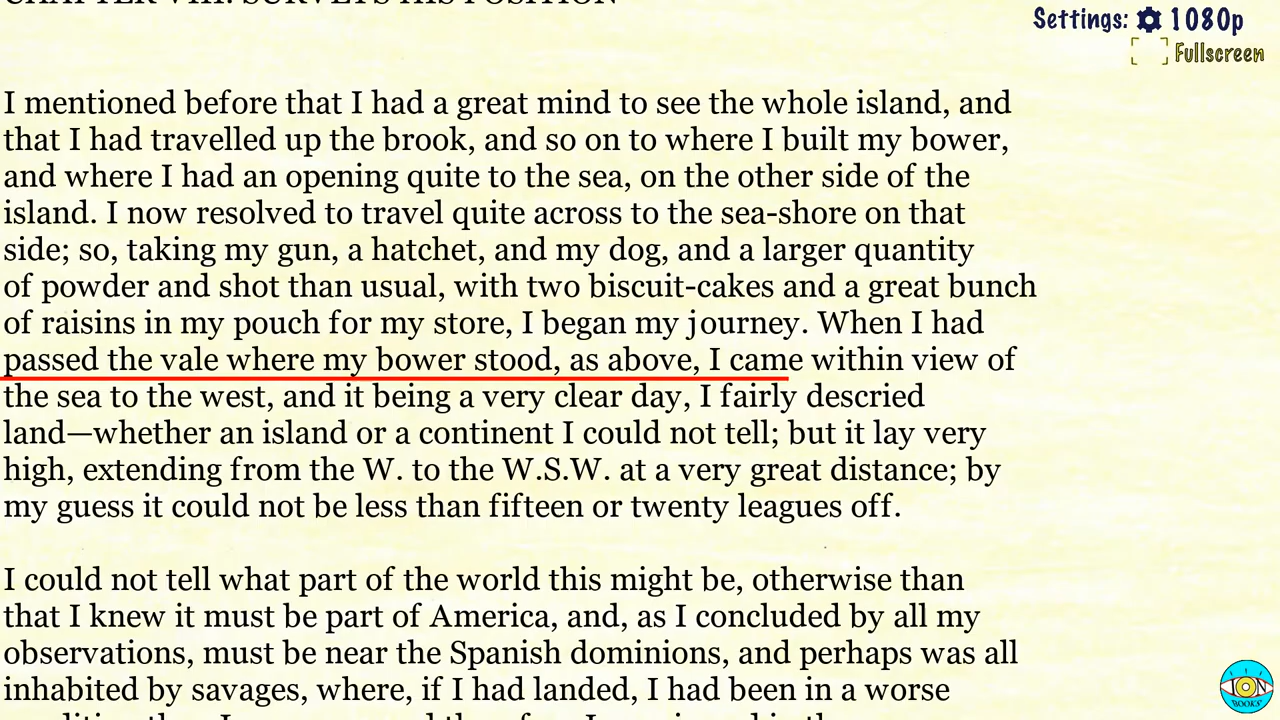 CHAPTER VIII. SURVEYS HIS POSITION
Settings: 1080p
Fullscreen
I mentioned before that I had a great mind to see the whole island, and
that I had travelled up the brook, and so on to where I built my bower,
and where I had an opening quite to the sea, on the other side of the
island. I now resolved to travel quite across to the sea-shore on that
side; so, taking my gun, a hatchet, and my dog, and a larger quantity
of powder and shot than usual, with two biscuit-cakes and a great bunch
of raisins in my pouch for my store, I began my journey. When I had
passed the vale where my bower stood, as above, I came within view of
the sea to the west, and it being a very clear day, I fairly descried
land—whether an island or a continent I could not tell; but it lay very
high, extending from the W. to the W.S.W. at a very great distance; by
my guess it could not be less than fifteen or twenty leagues off.
I could not tell what part of the world this might be, otherwise than
that I knew it must be part of America, and, as I concluded by all my
observations, must be near the Spanish dominions, and perhaps was all
inhabited by savages, where, if I had landed, I had been in a worse
ION
BOOKS